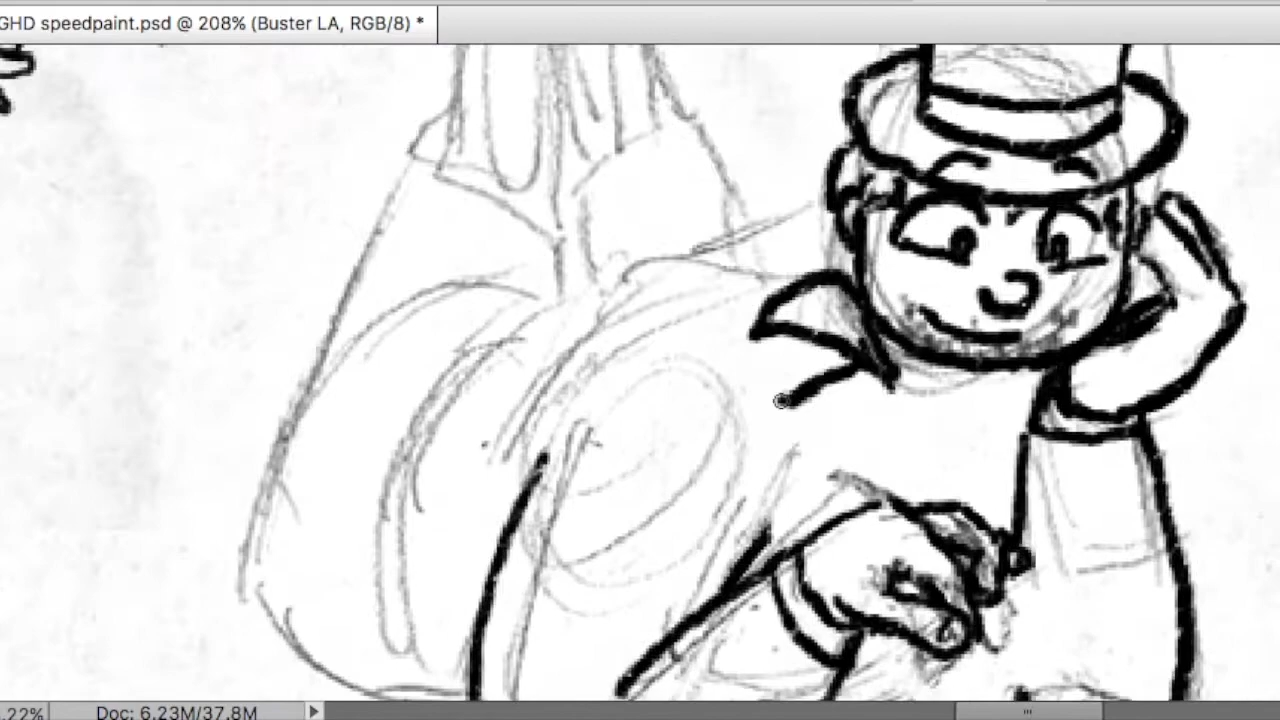 GHD speedpaint.psd @ 208% (Buster LA, RGB/8) *
.22% Doc: 6.23M/37.8M